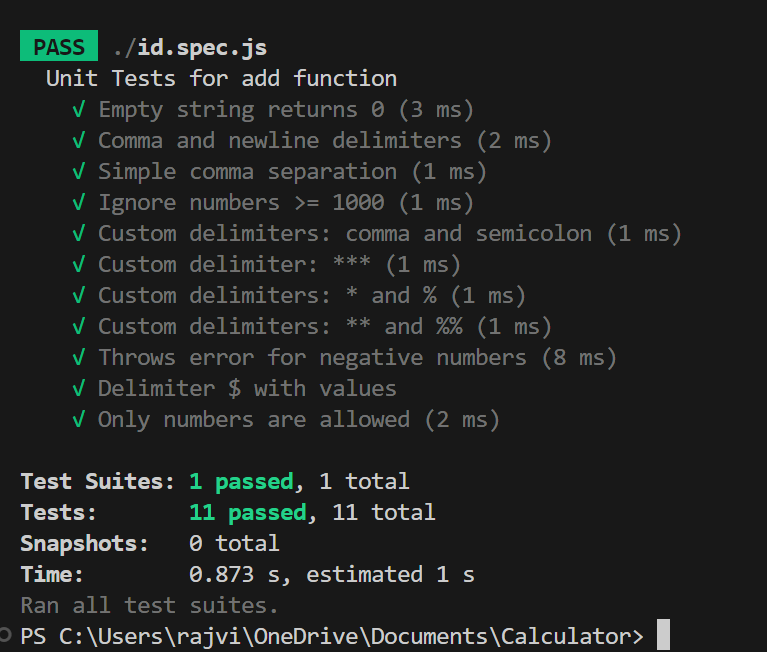 PASS ./id.spec.js
Unit Tests for add function
√ Empty string returns 0 (3 ms)
√ Comma and newline delimiters (2 ms)
√ Simple comma separation (1 ms)
√ Ignore numbers >= 1000 (1 ms)
√ Custom delimiters: comma and semicolon (1 ms)
√ Custom delimiter: *** (1 ms)
√ Custom delimiters: * and % (1 ms)
√ Custom delimiters: ** and %% (1 ms)
√ Throws error for negative numbers (8 ms)
√ Delimiter $ with values
√ Only numbers are allowed (2 ms)
Test Suites: 1 passed, 1 total
Tests: 11 passed, 11 total
Snapshots: 0 total
Time: 0.873 s, estimated 1 s
Ran all test suites.
PS C:\Users\rajvi\OneDrive\Documents\Calculator>